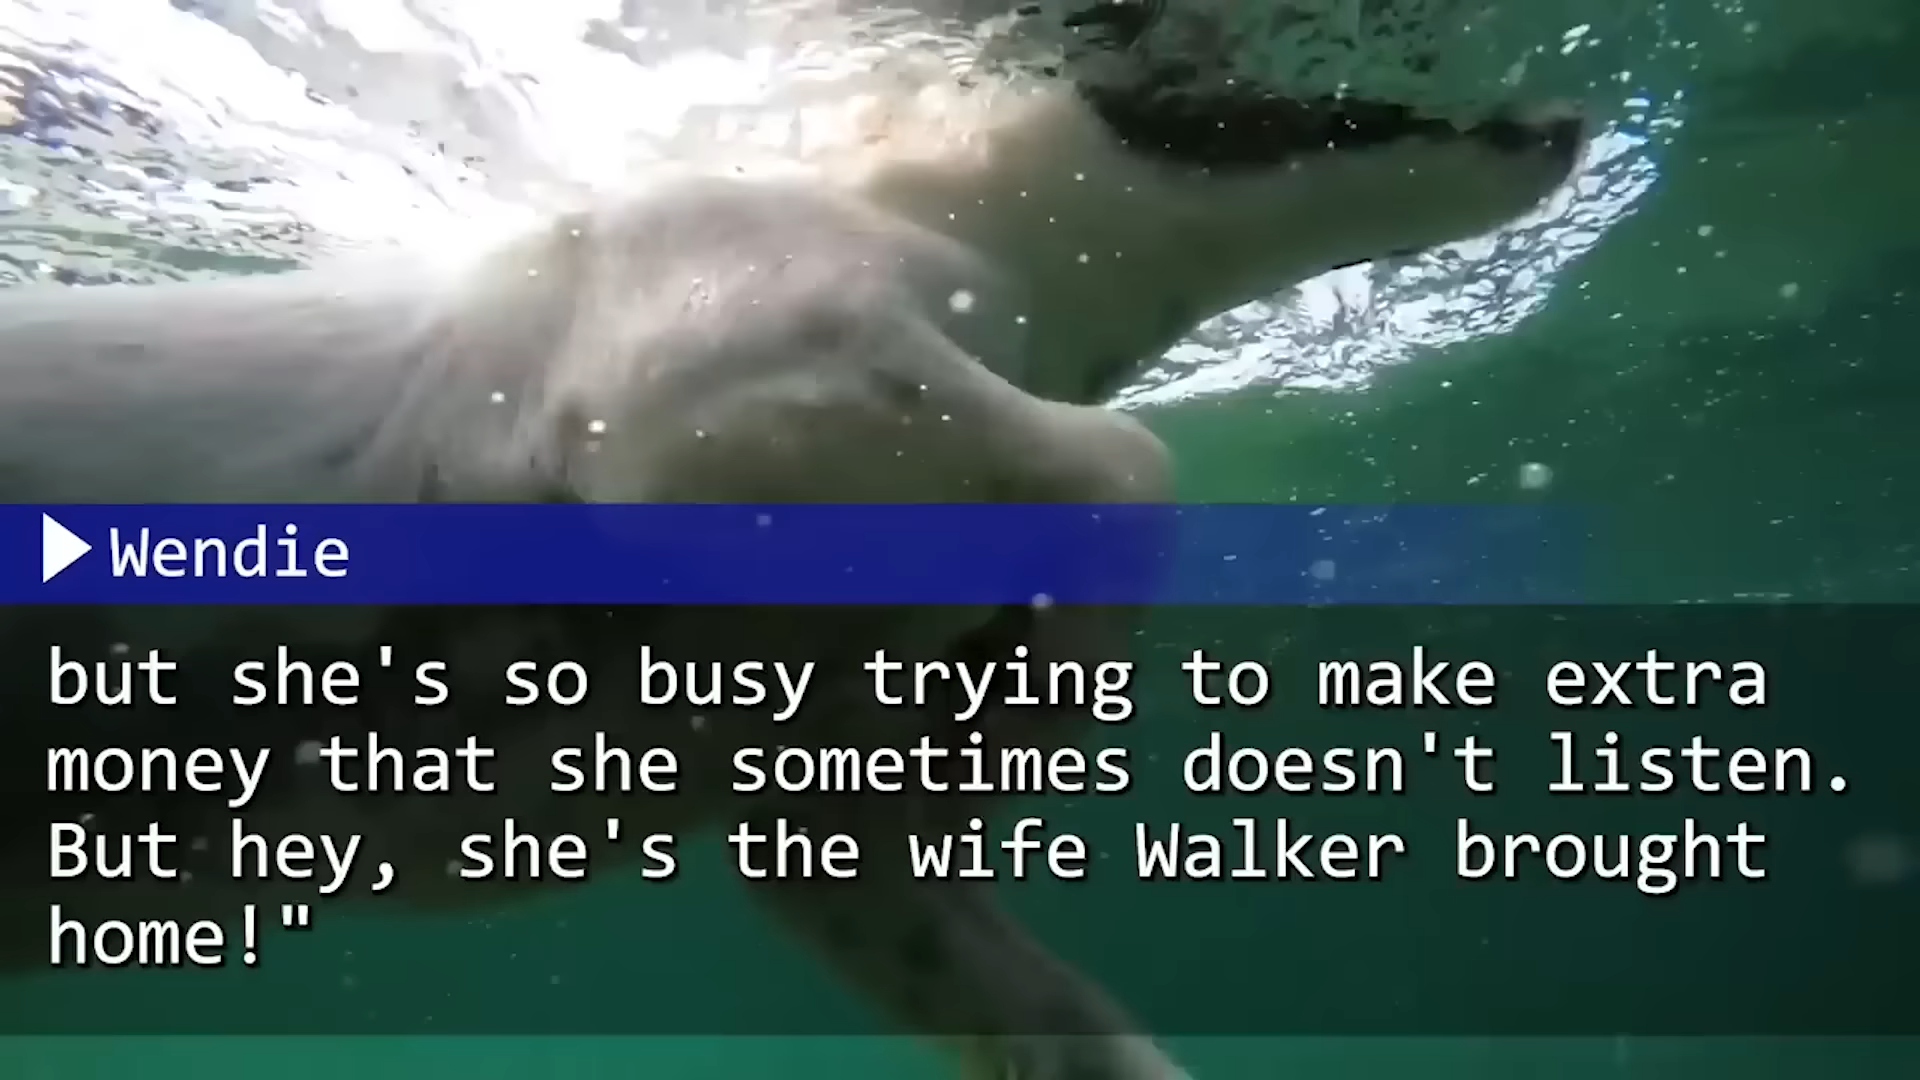 Wendie
but she's so busy trying to make extra
money that she sometimes doesn't listen.
But hey, she's the wife Walker brought
home!"